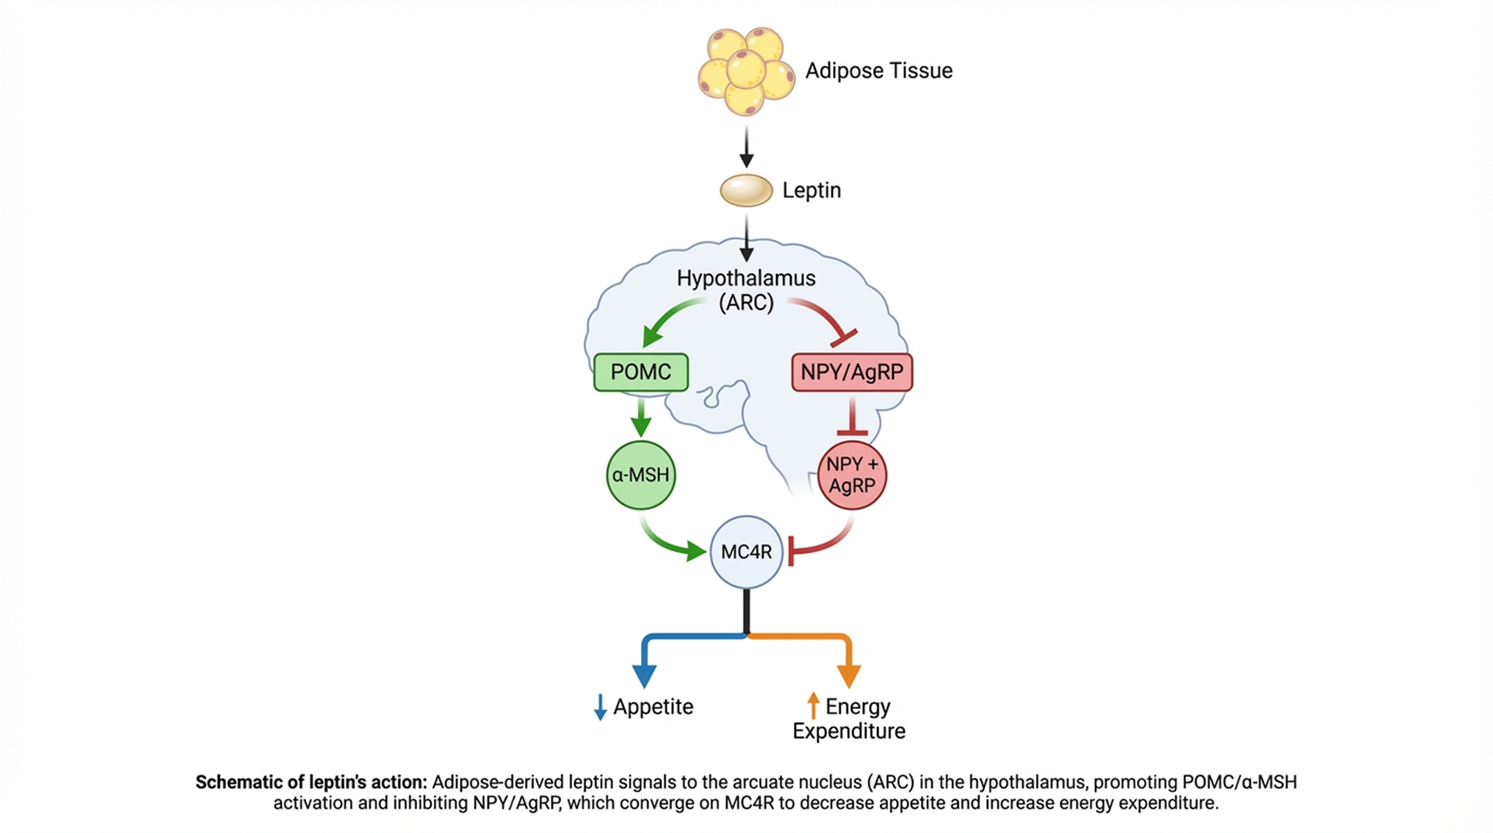 Adipose Tissue
Leptin
Hypothalamus
(ARC)
POMC
NPY/AgRP
α-MSH
NPY +
AgRP
MC4R
↓ Appetite
↑ Energy
Expenditure
Schematic of leptin's action: Adipose-derived leptin signals to the arcuate nucleus (ARC) in the hypothalamus, promoting POMC/α-MSH
activation and inhibiting NPY/AgRP, which converge on MC4R to decrease appetite and increase energy expenditure.